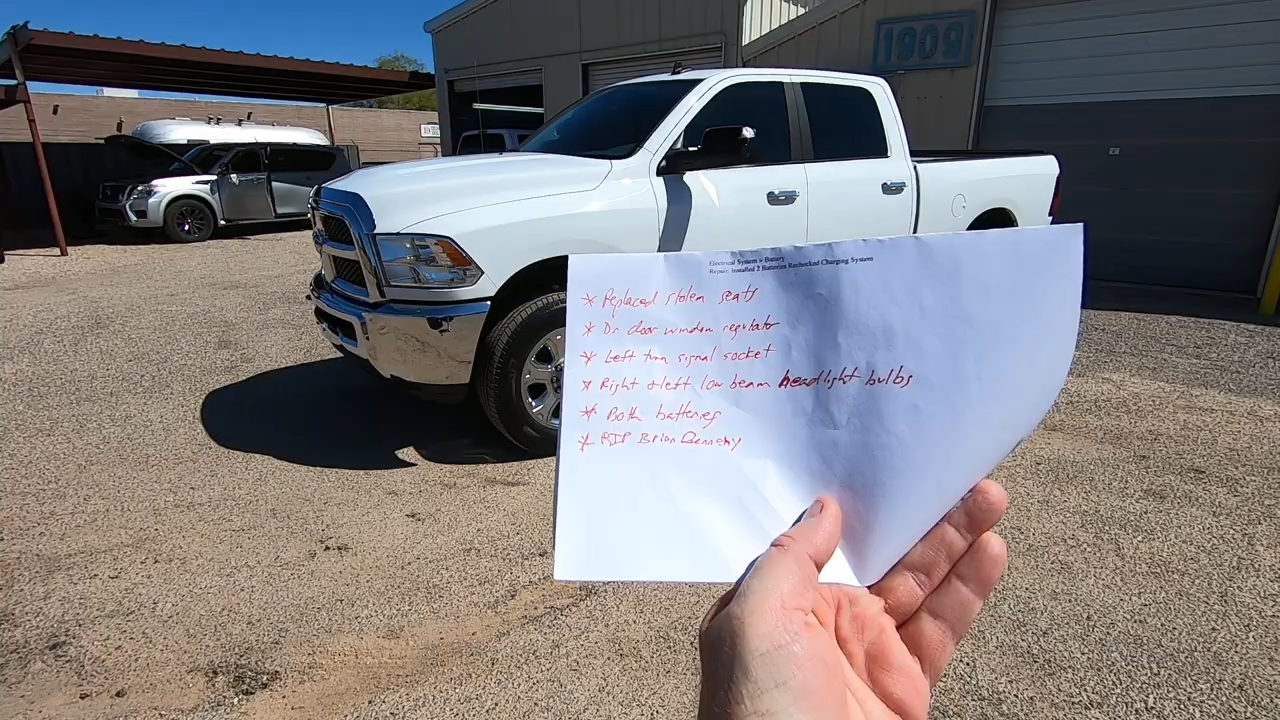 1909
Electrical System > Battery
Repair: Installed 2 Batteries Rechecked Charging System
* Replaced stolen seats
* Dr door window regulator
* Left turn signal socket
* Right + left low beam headlight bulbs
* Both batteries
* RIP Brian Dennehy